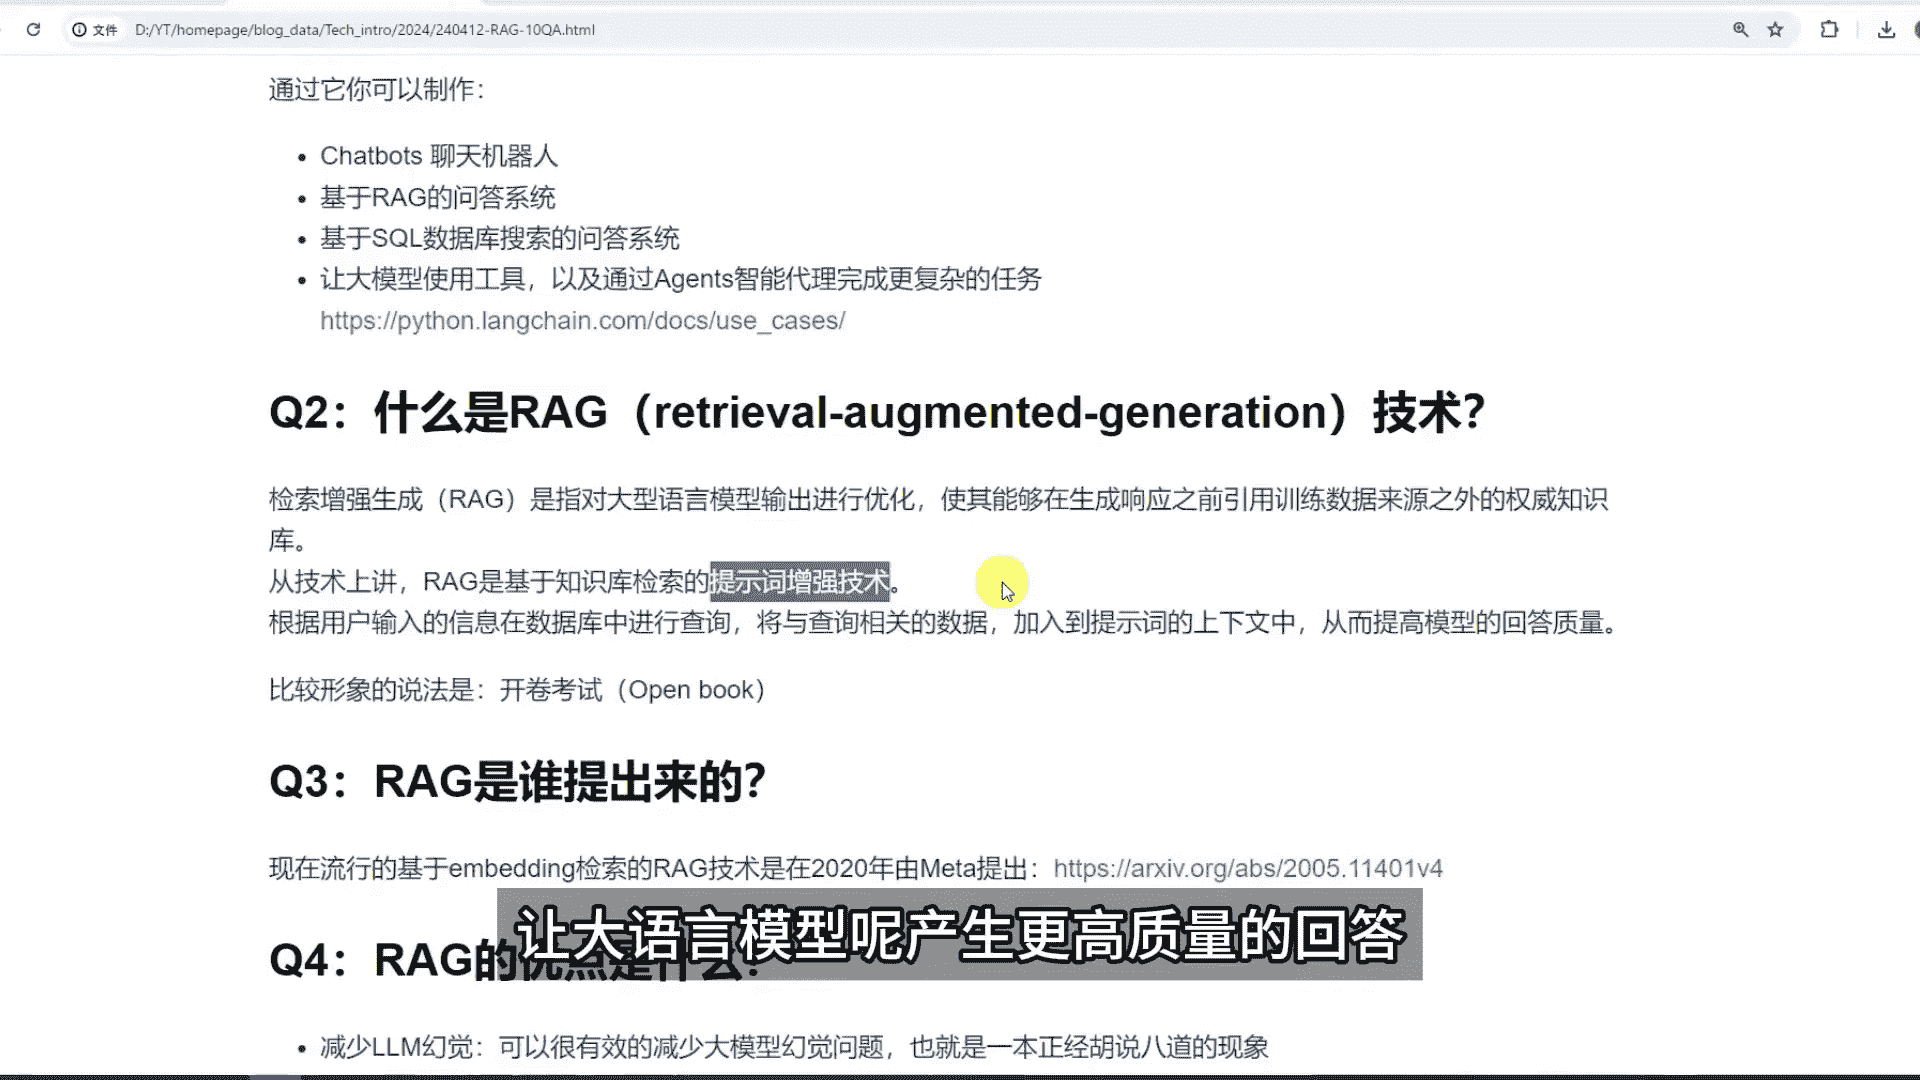 文件 D:/YT/homepage/blog_data/Tech_intro/2024/240412-RAG-10QA.html
通过它你可以制作：
• Chatbots 聊天机器人
• 基于RAG的问答系统
• 基于SQL数据库搜索的问答系统
• 让大模型使用工具，以及通过Agents智能代理完成更复杂的任务
https://python.langchain.com/docs/use_cases/
Q2：什么是RAG（retrieval-augmented-generation）技术？
检索增强生成（RAG）是指对大型语言模型输出进行优化，使其能够在生成响应之前引用训练数据来源之外的权威知识
库。
从技术上讲，RAG是基于知识库检索的提示词增强技术。
根据用户输入的信息在数据库中进行查询，将与查询相关的数据，加入到提示词的上下文中，从而提高模型的回答质量。
比较形象的说法是：开卷考试（Open book）
Q3：RAG是谁提出来的？
现在流行的基于embedding检索的RAG技术是在2020年由Meta提出：https://arxiv.org/abs/2005.11401v4
让大语言模型呢产生更高质量的回答
Q4：RAG的优点是什么？
• 减少LLM幻觉：可以很有效的减少大模型幻觉问题，也就是一本正经胡说八道的现象